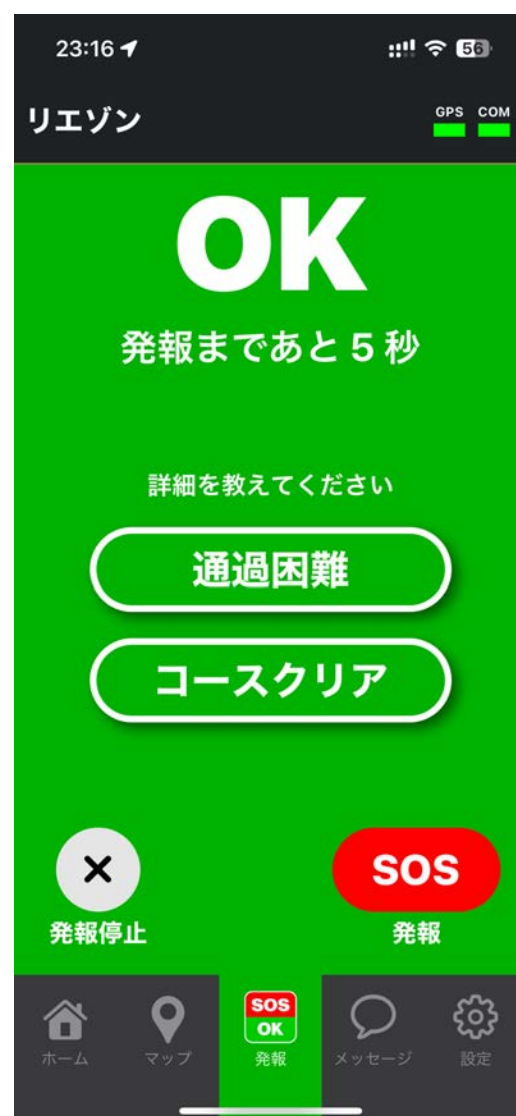 23:16
56
リエゾン
GPS COM
OK
発報まであと5秒
詳細を教えてください
通過困難
コースクリア
×
発報停止
SOS
発報
ホーム
マップ
SOS
OK
発報
メッセージ
設定